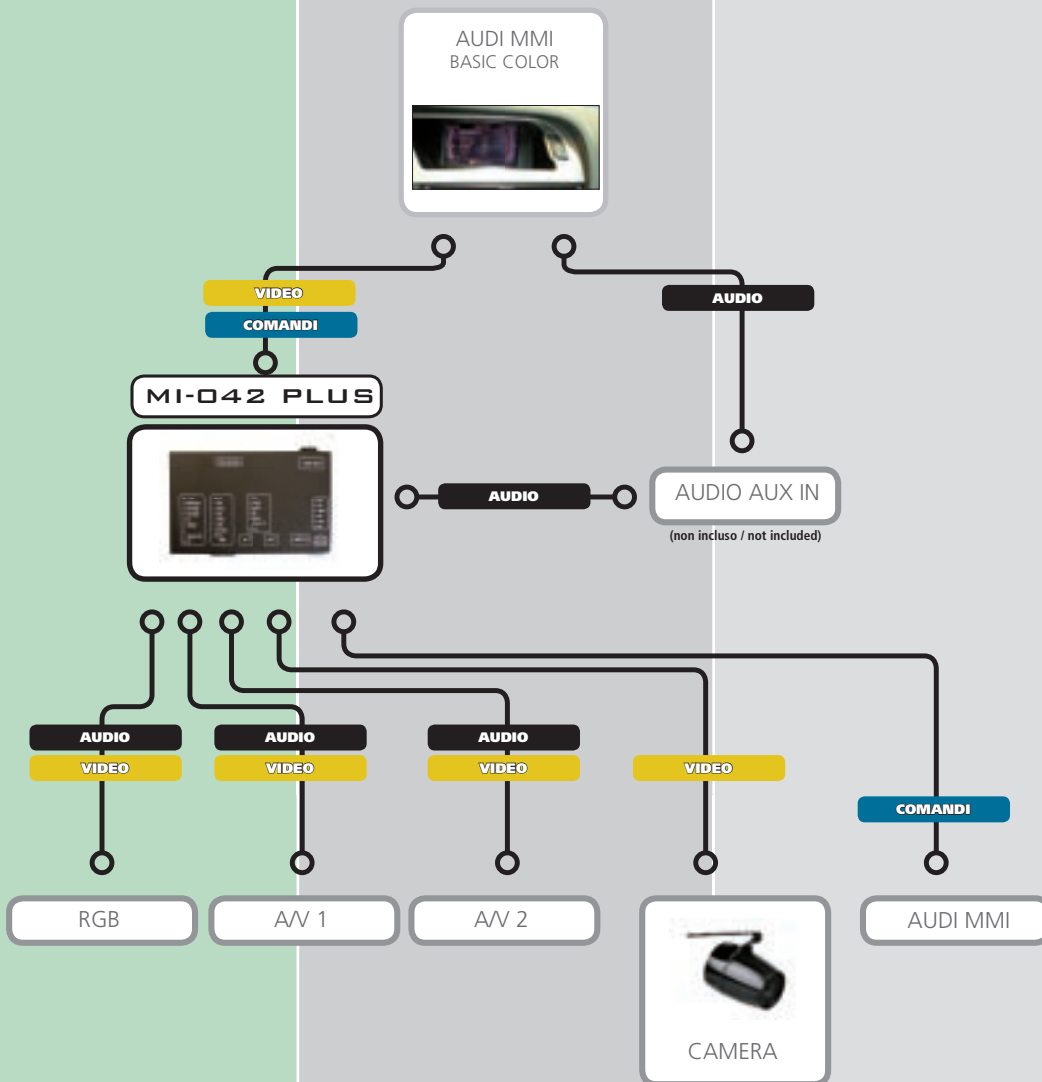 AUDI MMI
BASIC COLOR
VIDEO
COMANDI
AUDIO
MI-042 PLUS
AUDIO
AUDIO AUX IN
(non incluso / not included)
AUDIO
VIDEO
AUDIO
VIDEO
AUDIO
VIDEO
VIDEO
COMANDI
RGB
A/V 1
A/V 2
CAMERA
AUDI MMI